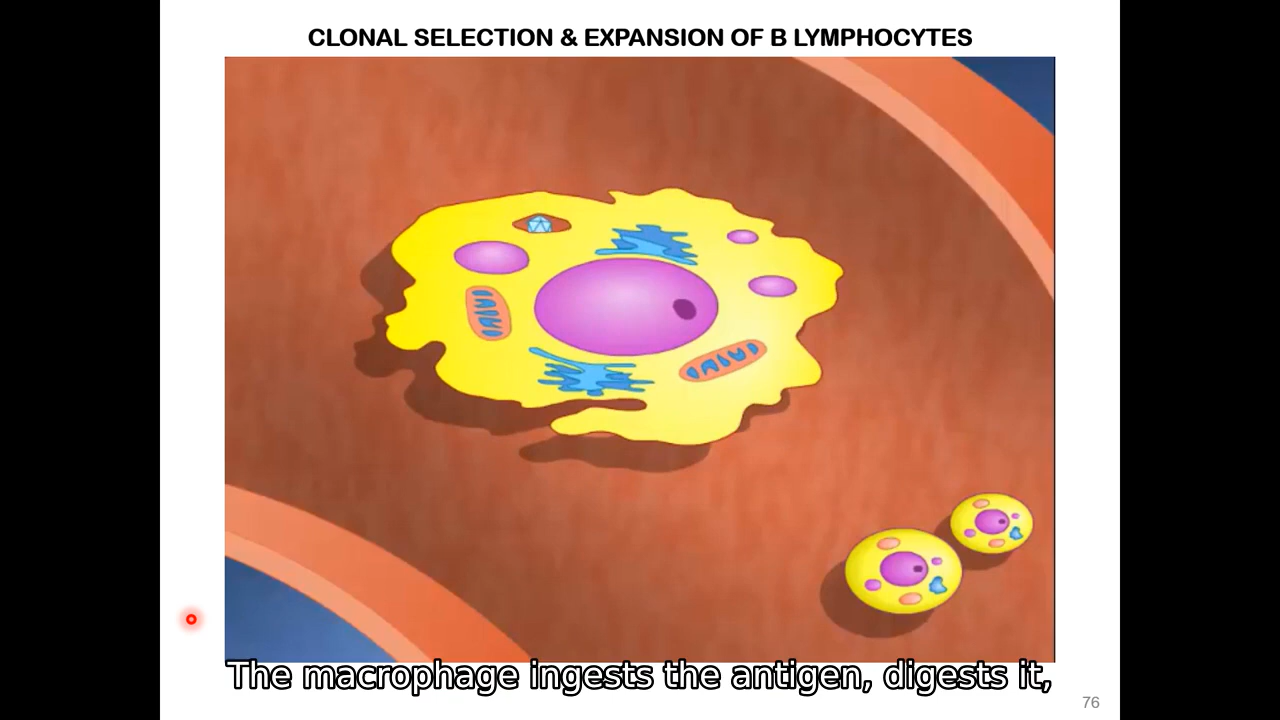 CLONAL SELECTION & EXPANSION OF B LYMPHOCYTES
The macrophage ingests the antigen, digests it,
76